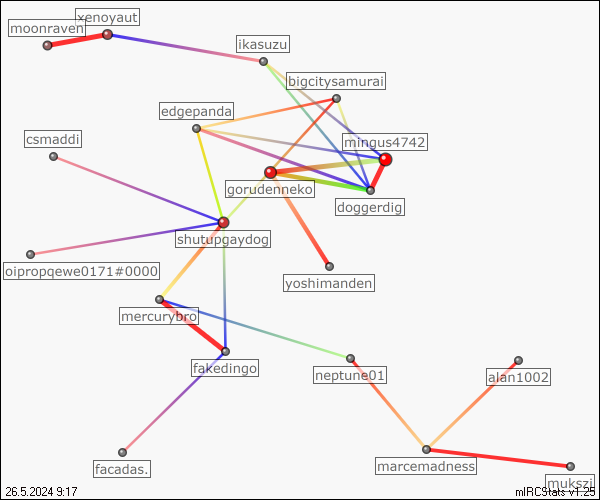 xenoyaut
moonraven
ikasuzu
bigcitysamurai
edgepanda
csmaddi
mingus4742
gorudenneko
doggerdig
shutupgaydog
oipropqewe0171#0000
yoshimanden
mercurybro
fakedingo
neptune01
alan1002
facadas.
marcemadness
mukszi
26.5.2024 9:17
mIRCStats v1.25